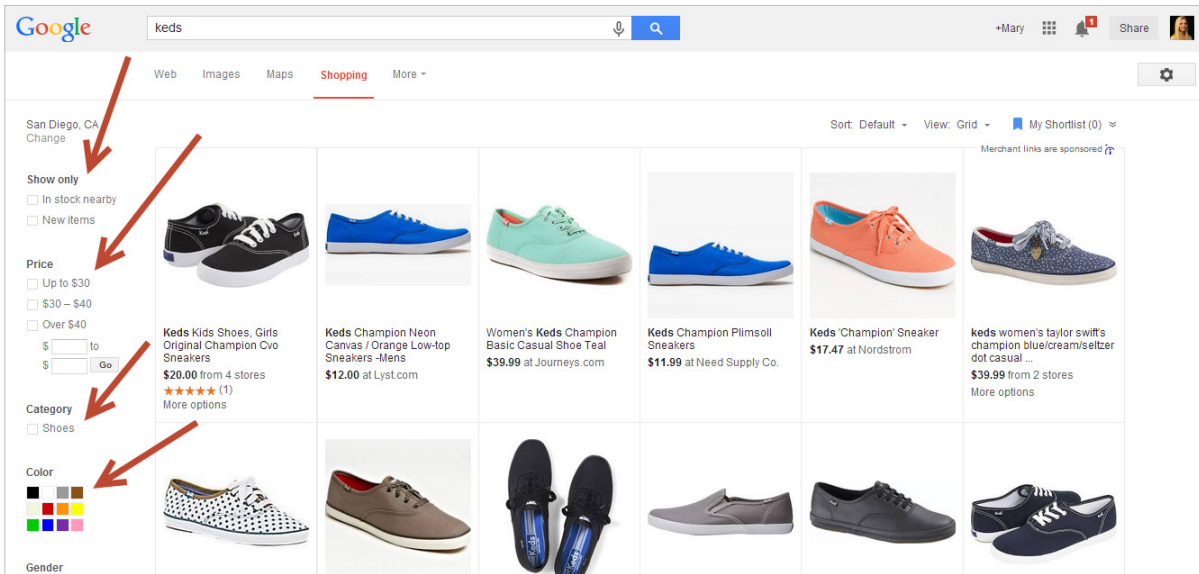 Google
keds
+Mary
1
Share
Web Images Maps Shopping More
San Diego, CA
Change
Sort: Default View: Grid My Shortlist (0)
Merchant links are sponsored
Show only
In stock nearby
New items
Price
Up to $30
$30 – $40
Over $40
$ to
$ Go
Category
Shoes
Color
Gender
Keds Kids Shoes, Girls
Original Champion Cvo
Sneakers
$20.00 from 4 stores
(1)
More options
Keds Champion Neon
Canvas / Orange Low-top
Sneakers -Mens
$12.00 at Lyst.com
Women's Keds Champion
Basic Casual Shoe Teal
$39.99 at Journeys.com
Keds Champion Plimsoll
Sneakers
$11.99 at Need Supply Co.
Keds 'Champion' Sneaker
$17.47 at Nordstrom
keds women's taylor swift's
champion blue/cream/seltzer
dot casual ...
$39.99 from 2 stores
More options
Keds
Keds
Keds